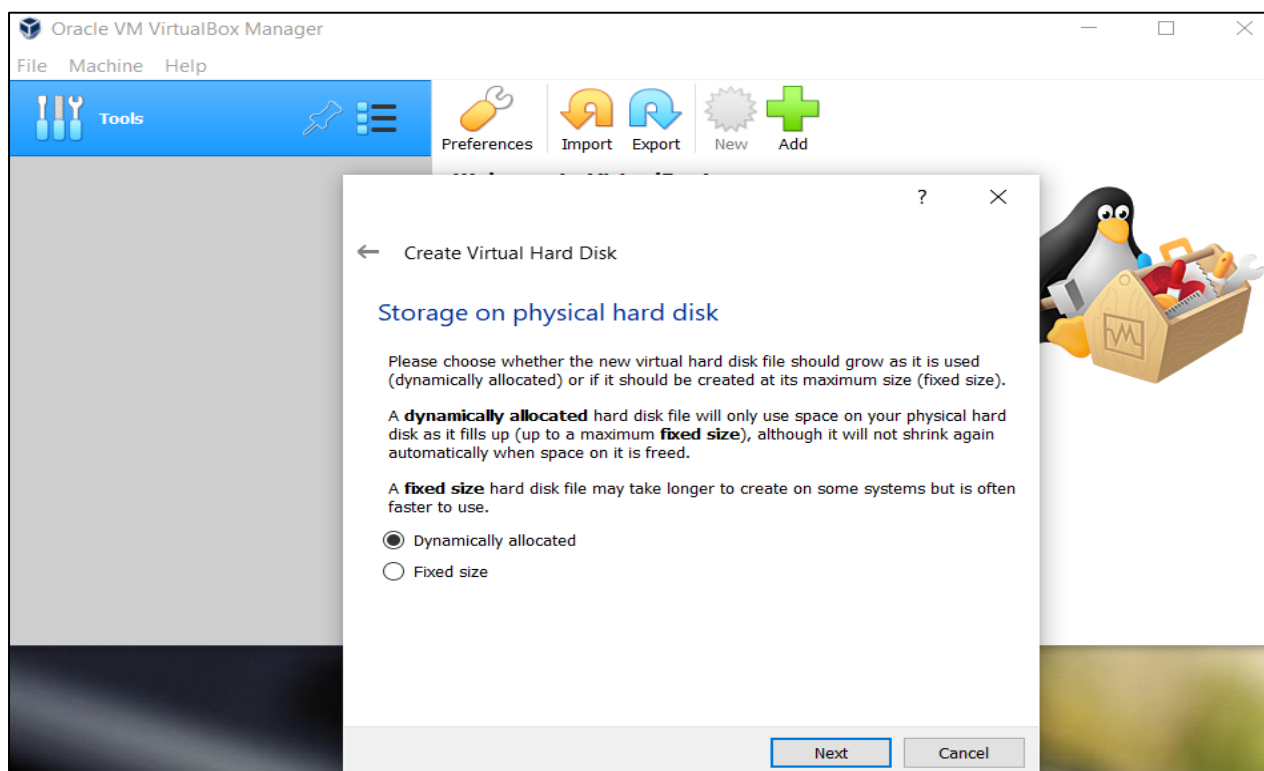 Oracle VM VirtualBox Manager
File Machine Help
Tools
Preferences Import Export New Add
?
Create Virtual Hard Disk
Storage on physical hard disk
Please choose whether the new virtual hard disk file should grow as it is used
(dynamically allocated) or if it should be created at its maximum size (fixed size).
A dynamically allocated hard disk file will only use space on your physical hard
disk as it fills up (up to a maximum fixed size), although it will not shrink again
automatically when space on it is freed.
A fixed size hard disk file may take longer to create on some systems but is often
faster to use.
Dynamically allocated
Fixed size
Next Cancel